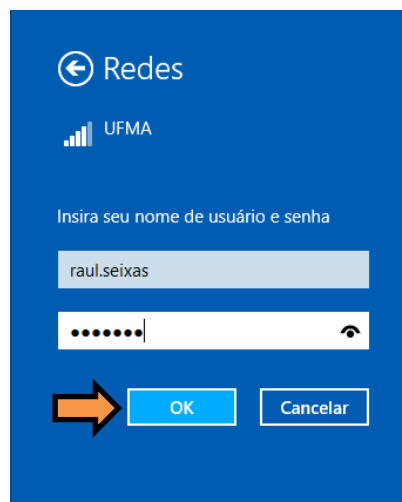 Redes
UFMA
Insira seu nome de usuário e senha
raul.seixas
•••••••
OK
Cancelar